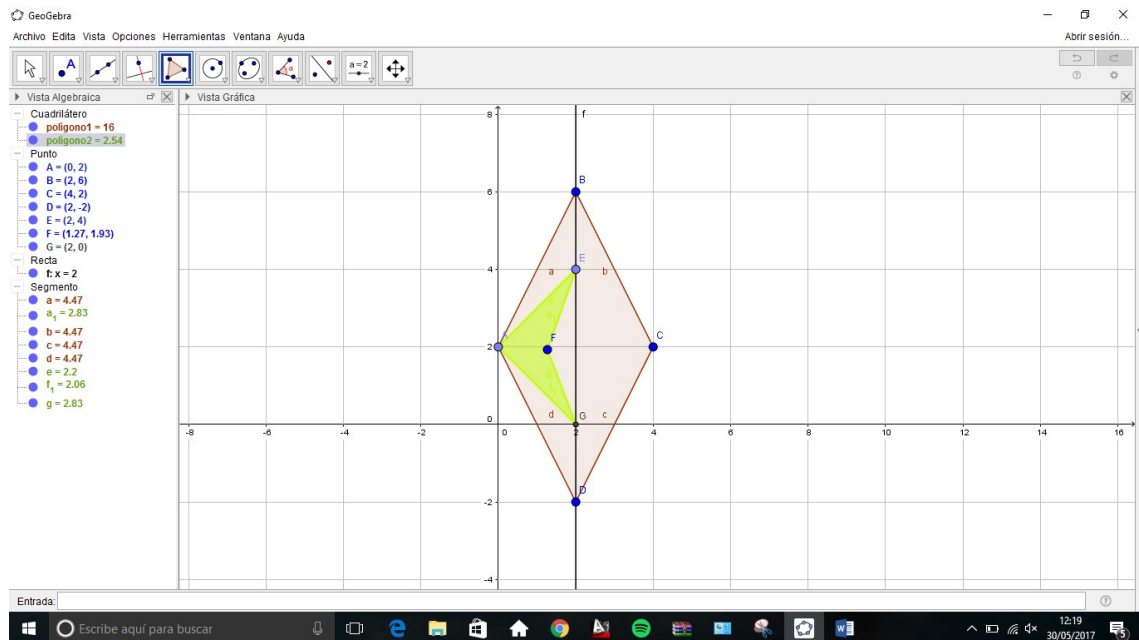 GeoGebra
Archivo Edita Vista Opciones Herramientas Ventana Ayuda
Abrir sesión...
A
a=2
Vista Algebraica
Vista Gráfica
Cuadrilátero
polígono1 = 16
polígono2 = 2.54
Punto
A = (0, 2)
B = (2, 6)
C = (4, 2)
D = (2, -2)
E = (2, 4)
F = (1.27, 1.93)
G = (2, 0)
Recta
f: x = 2
Segmento
a = 4.47
a₁ = 2.83
b = 4.47
c = 4.47
d = 4.47
e = 2.2
f₁ = 2.06
g = 2.83
8
f
B
6
E
4
a
b
F
C
2
d
G
c
0
-8
-6
-4
-2
0
2
4
6
8
10
12
14
16
D
-2
-4
Entrada:
Escribe aquí para buscar
12:19
30/05/2017